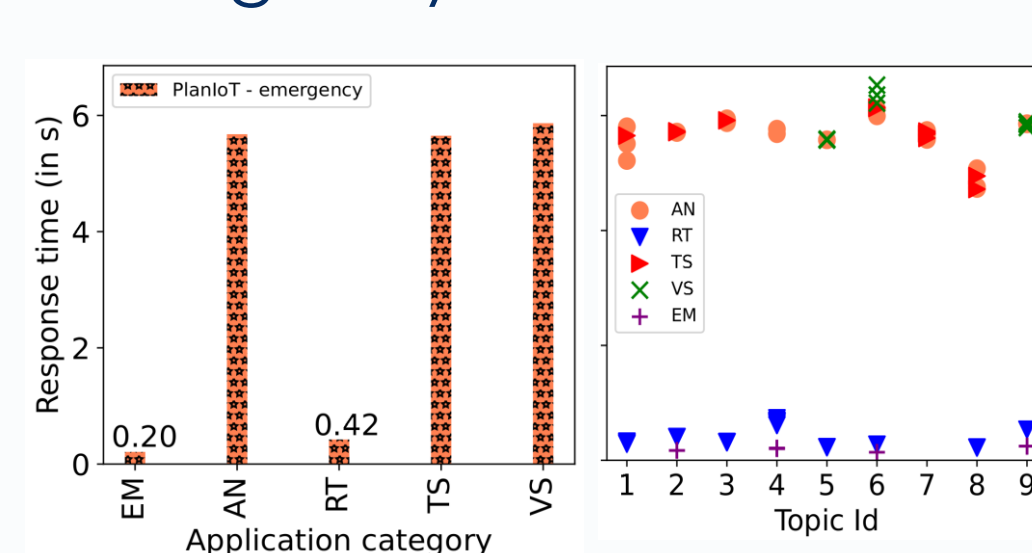 PlanIoT - emergency
Response time (in s)
6
4
2
0
0.20
0.42
EM
AN
RT
TS
VS
Application category
AN
RT
TS
VS
EM
1 2 3 4 5 6 7 8 9
Topic Id